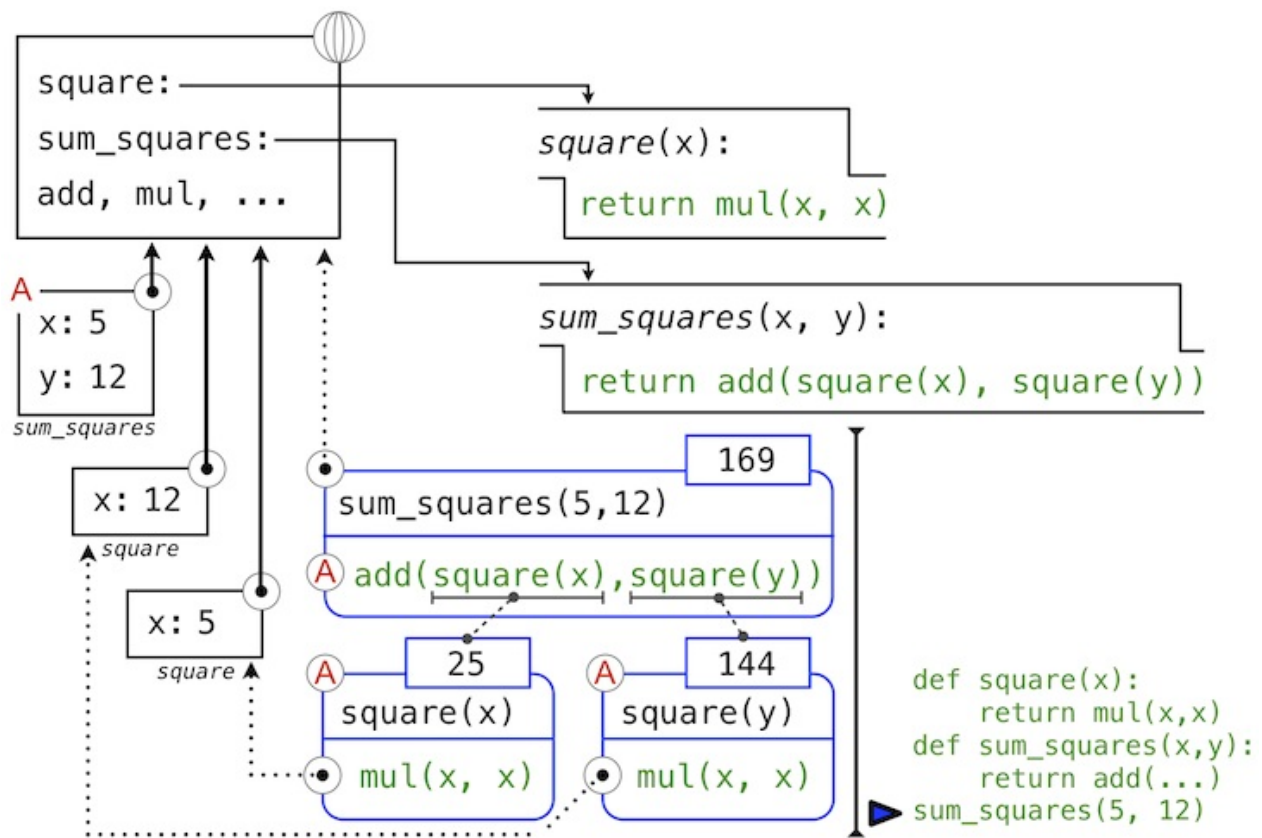 square:
sum_squares:
add, mul, ...
square(x):
return mul(x, x)
sum_squares(x, y):
return add(square(x), square(y))
A
x: 5
y: 12
sum_squares
x: 12
square
x: 5
square
169
sum_squares(5,12)
A add(square(x),square(y))
25
A
square(x)
mul(x, x)
144
A
square(y)
mul(x, x)
def square(x):
    return mul(x,x)
def sum_squares(x,y):
    return add(...)
sum_squares(5, 12)